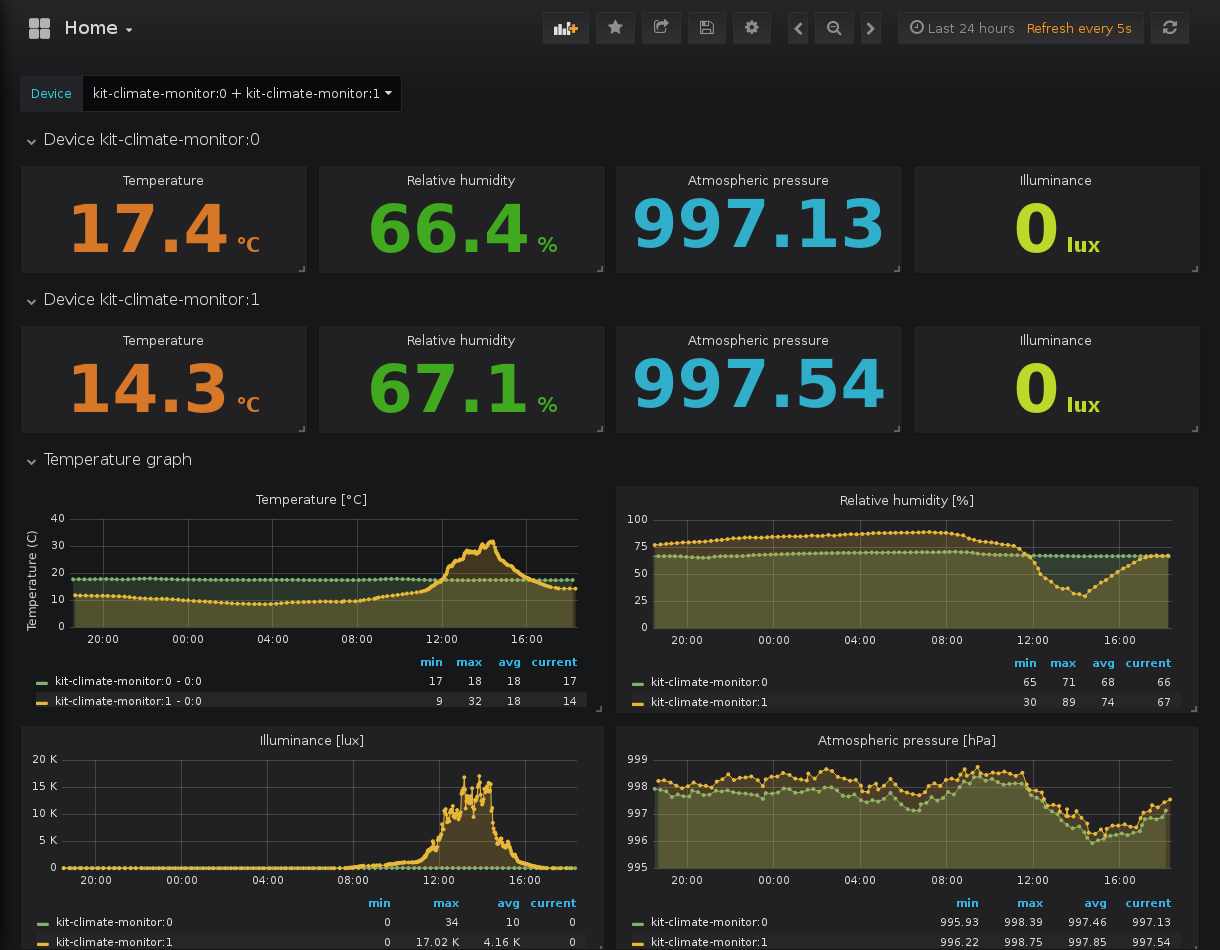 Home
Last 24 hours Refresh every 5s
Device kit-climate-monitor:0 + kit-climate-monitor:1
Device kit-climate-monitor:0
Temperature Relative humidity Atmospheric pressure Illuminance
17.4 °C 66.4 % 997.13 0 lux
Device kit-climate-monitor:1
Temperature Relative humidity Atmospheric pressure Illuminance
14.3 °C 67.1 % 997.54 0 lux
Temperature graph
Temperature [°C]
Temperature (C)
40
30
20
10
0
20:00 00:00 04:00 08:00 12:00 16:00
min max avg current
kit-climate-monitor:0 - 0:0 17 18 18 17
kit-climate-monitor:1 - 0:0 9 32 18 14
Relative humidity [%]
100
75
50
25
0
20:00 00:00 04:00 08:00 12:00 16:00
min max avg current
kit-climate-monitor:0 65 71 68 66
kit-climate-monitor:1 30 89 74 67
Illuminance [lux]
20 K
15 K
10 K
5 K
0
20:00 00:00 04:00 08:00 12:00 16:00
min max avg current
kit-climate-monitor:0 0 34 10 0
kit-climate-monitor:1 0 17.02 K 4.16 K 0
Atmospheric pressure [hPa]
999
998
997
996
995
20:00 00:00 04:00 08:00 12:00 16:00
min max avg current
kit-climate-monitor:0 995.93 998.39 997.46 997.13
kit-climate-monitor:1 996.22 998.75 997.85 997.54